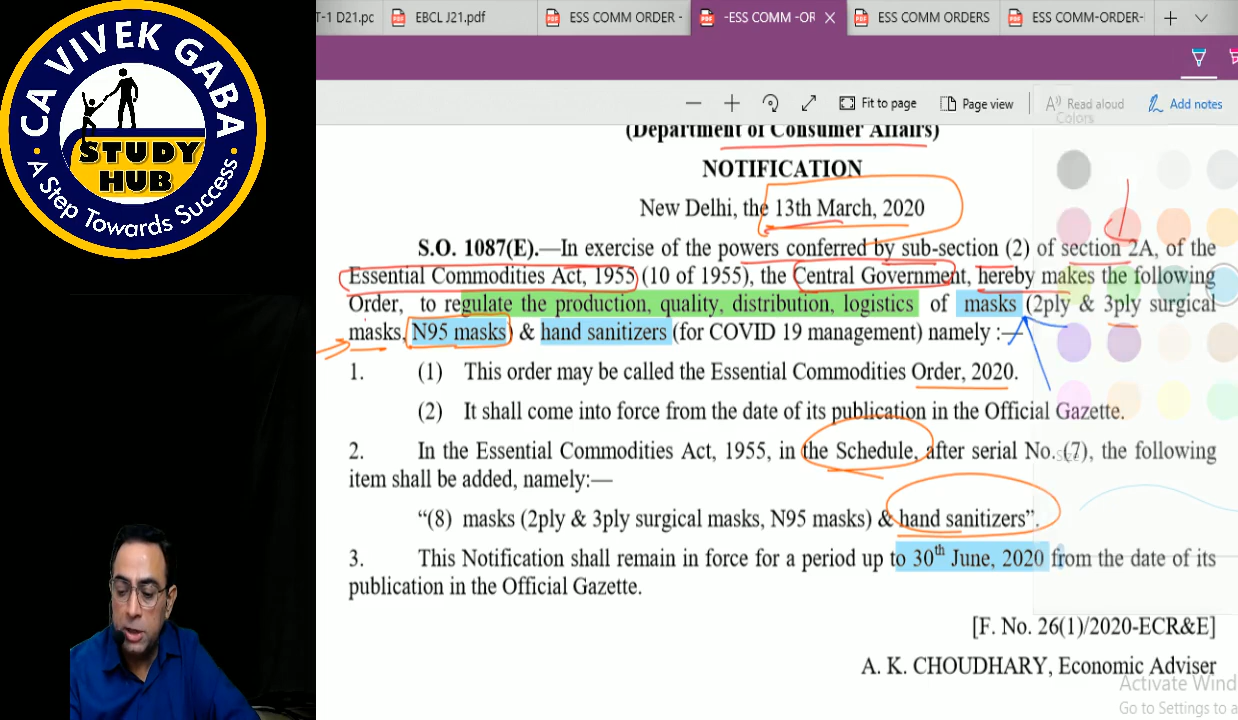 CA VIVEK GABA
STUDY
HUB
A Step Towards Success
T-1 D21.pc
EBCL J21.pdf
ESS COMM ORDER -
-ESS COMM -OR
ESS COMM ORDERS
ESS COMM-ORDER-
Fit to page
Page view
Read aloud
Add notes
Colors
(Department of Consumer Affairs)
NOTIFICATION
New Delhi, the 13th March, 2020
S.O. 1087(E).—In exercise of the powers conferred by sub-section (2) of section 2A, of the
Essential Commodities Act, 1955 (10 of 1955), the Central Government, hereby makes the following
Order, to regulate the production, quality, distribution, logistics of masks (2ply & 3ply surgical
masks, N95 masks) & hand sanitizers (for COVID 19 management) namely :—
1. (1) This order may be called the Essential Commodities Order, 2020.
(2) It shall come into force from the date of its publication in the Official Gazette.
2. In the Essential Commodities Act, 1955, in the Schedule, after serial No. (7), the following
item shall be added, namely:—
“(8) masks (2ply & 3ply surgical masks, N95 masks) & hand sanitizers”.
3. This Notification shall remain in force for a period up to 30th June, 2020 from the date of its
publication in the Official Gazette.
[F. No. 26(1)/2020-ECR&E]
A. K. CHOUDHARY, Economic Adviser
Activate Wind
Go to Settings to a